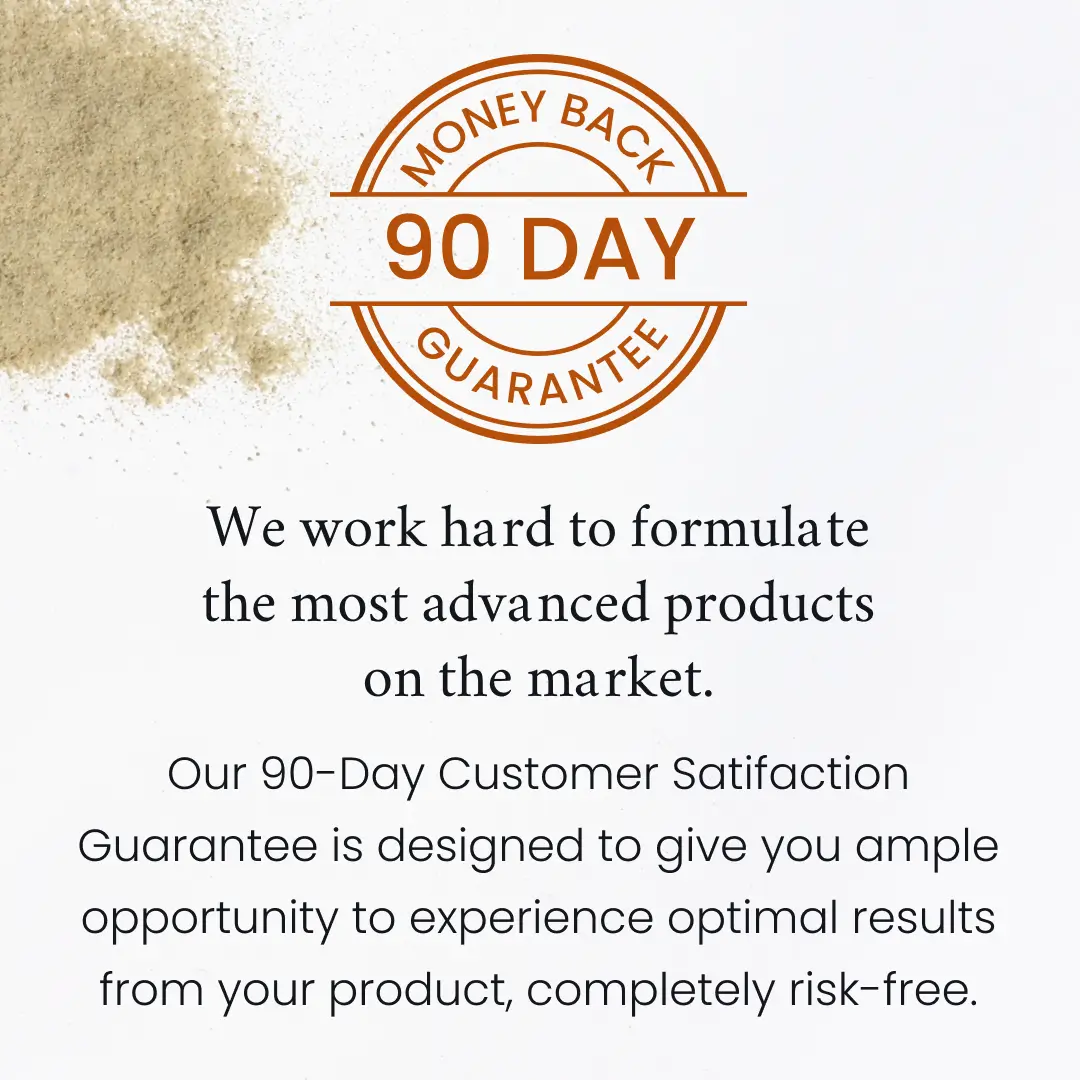 MONEY BACK
90 DAY
GUARANTEE
We work hard to formulate
the most advanced products
on the market.
Our 90-Day Customer Satifaction
Guarantee is designed to give you ample
opportunity to experience optimal results
from your product, completely risk-free.